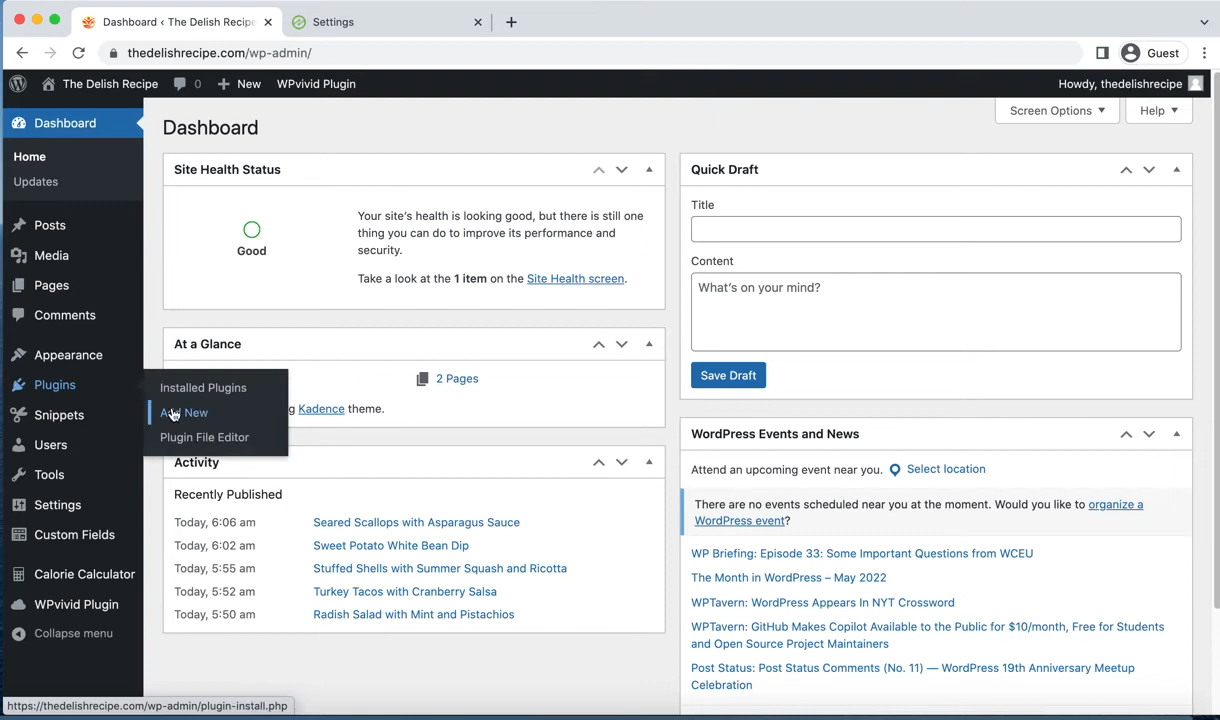 Dashboard ‹ The Delish Recipe
Settings
thedelishrecipe.com/wp-admin/
Guest
The Delish Recipe
0
New
WPvivid Plugin
Howdy, thedelishrecipe
Dashboard
Home
Updates
Posts
Media
Pages
Comments
Appearance
Plugins
Snippets
Users
Tools
Settings
Custom Fields
Calorie Calculator
WPvivid Plugin
Collapse menu
Installed Plugins
Add New
Plugin File Editor
Dashboard
Screen Options
Help
Site Health Status
Good
Your site's health is looking good, but there is still one
thing you can do to improve its performance and
security.
Take a look at the 1 item on the Site Health screen.
At a Glance
2 Pages
Kadence theme.
Activity
Recently Published
Today, 6:06 am Seared Scallops with Asparagus Sauce
Today, 6:02 am Sweet Potato White Bean Dip
Today, 5:55 am Stuffed Shells with Summer Squash and Ricotta
Today, 5:52 am Turkey Tacos with Cranberry Salsa
Today, 5:50 am Radish Salad with Mint and Pistachios
Quick Draft
Title
Content
What's on your mind?
Save Draft
WordPress Events and News
Attend an upcoming event near you. Select location
There are no events scheduled near you at the moment. Would you like to organize a
WordPress event?
WP Briefing: Episode 33: Some Important Questions from WCEU
The Month in WordPress – May 2022
WPTavern: WordPress Appears In NYT Crossword
WPTavern: GitHub Makes Copilot Available to the Public for $10/month, Free for Students
and Open Source Project Maintainers
Post Status: Post Status Comments (No. 11) — WordPress 19th Anniversary Meetup
Celebration
https://thedelishrecipe.com/wp-admin/plugin-install.php